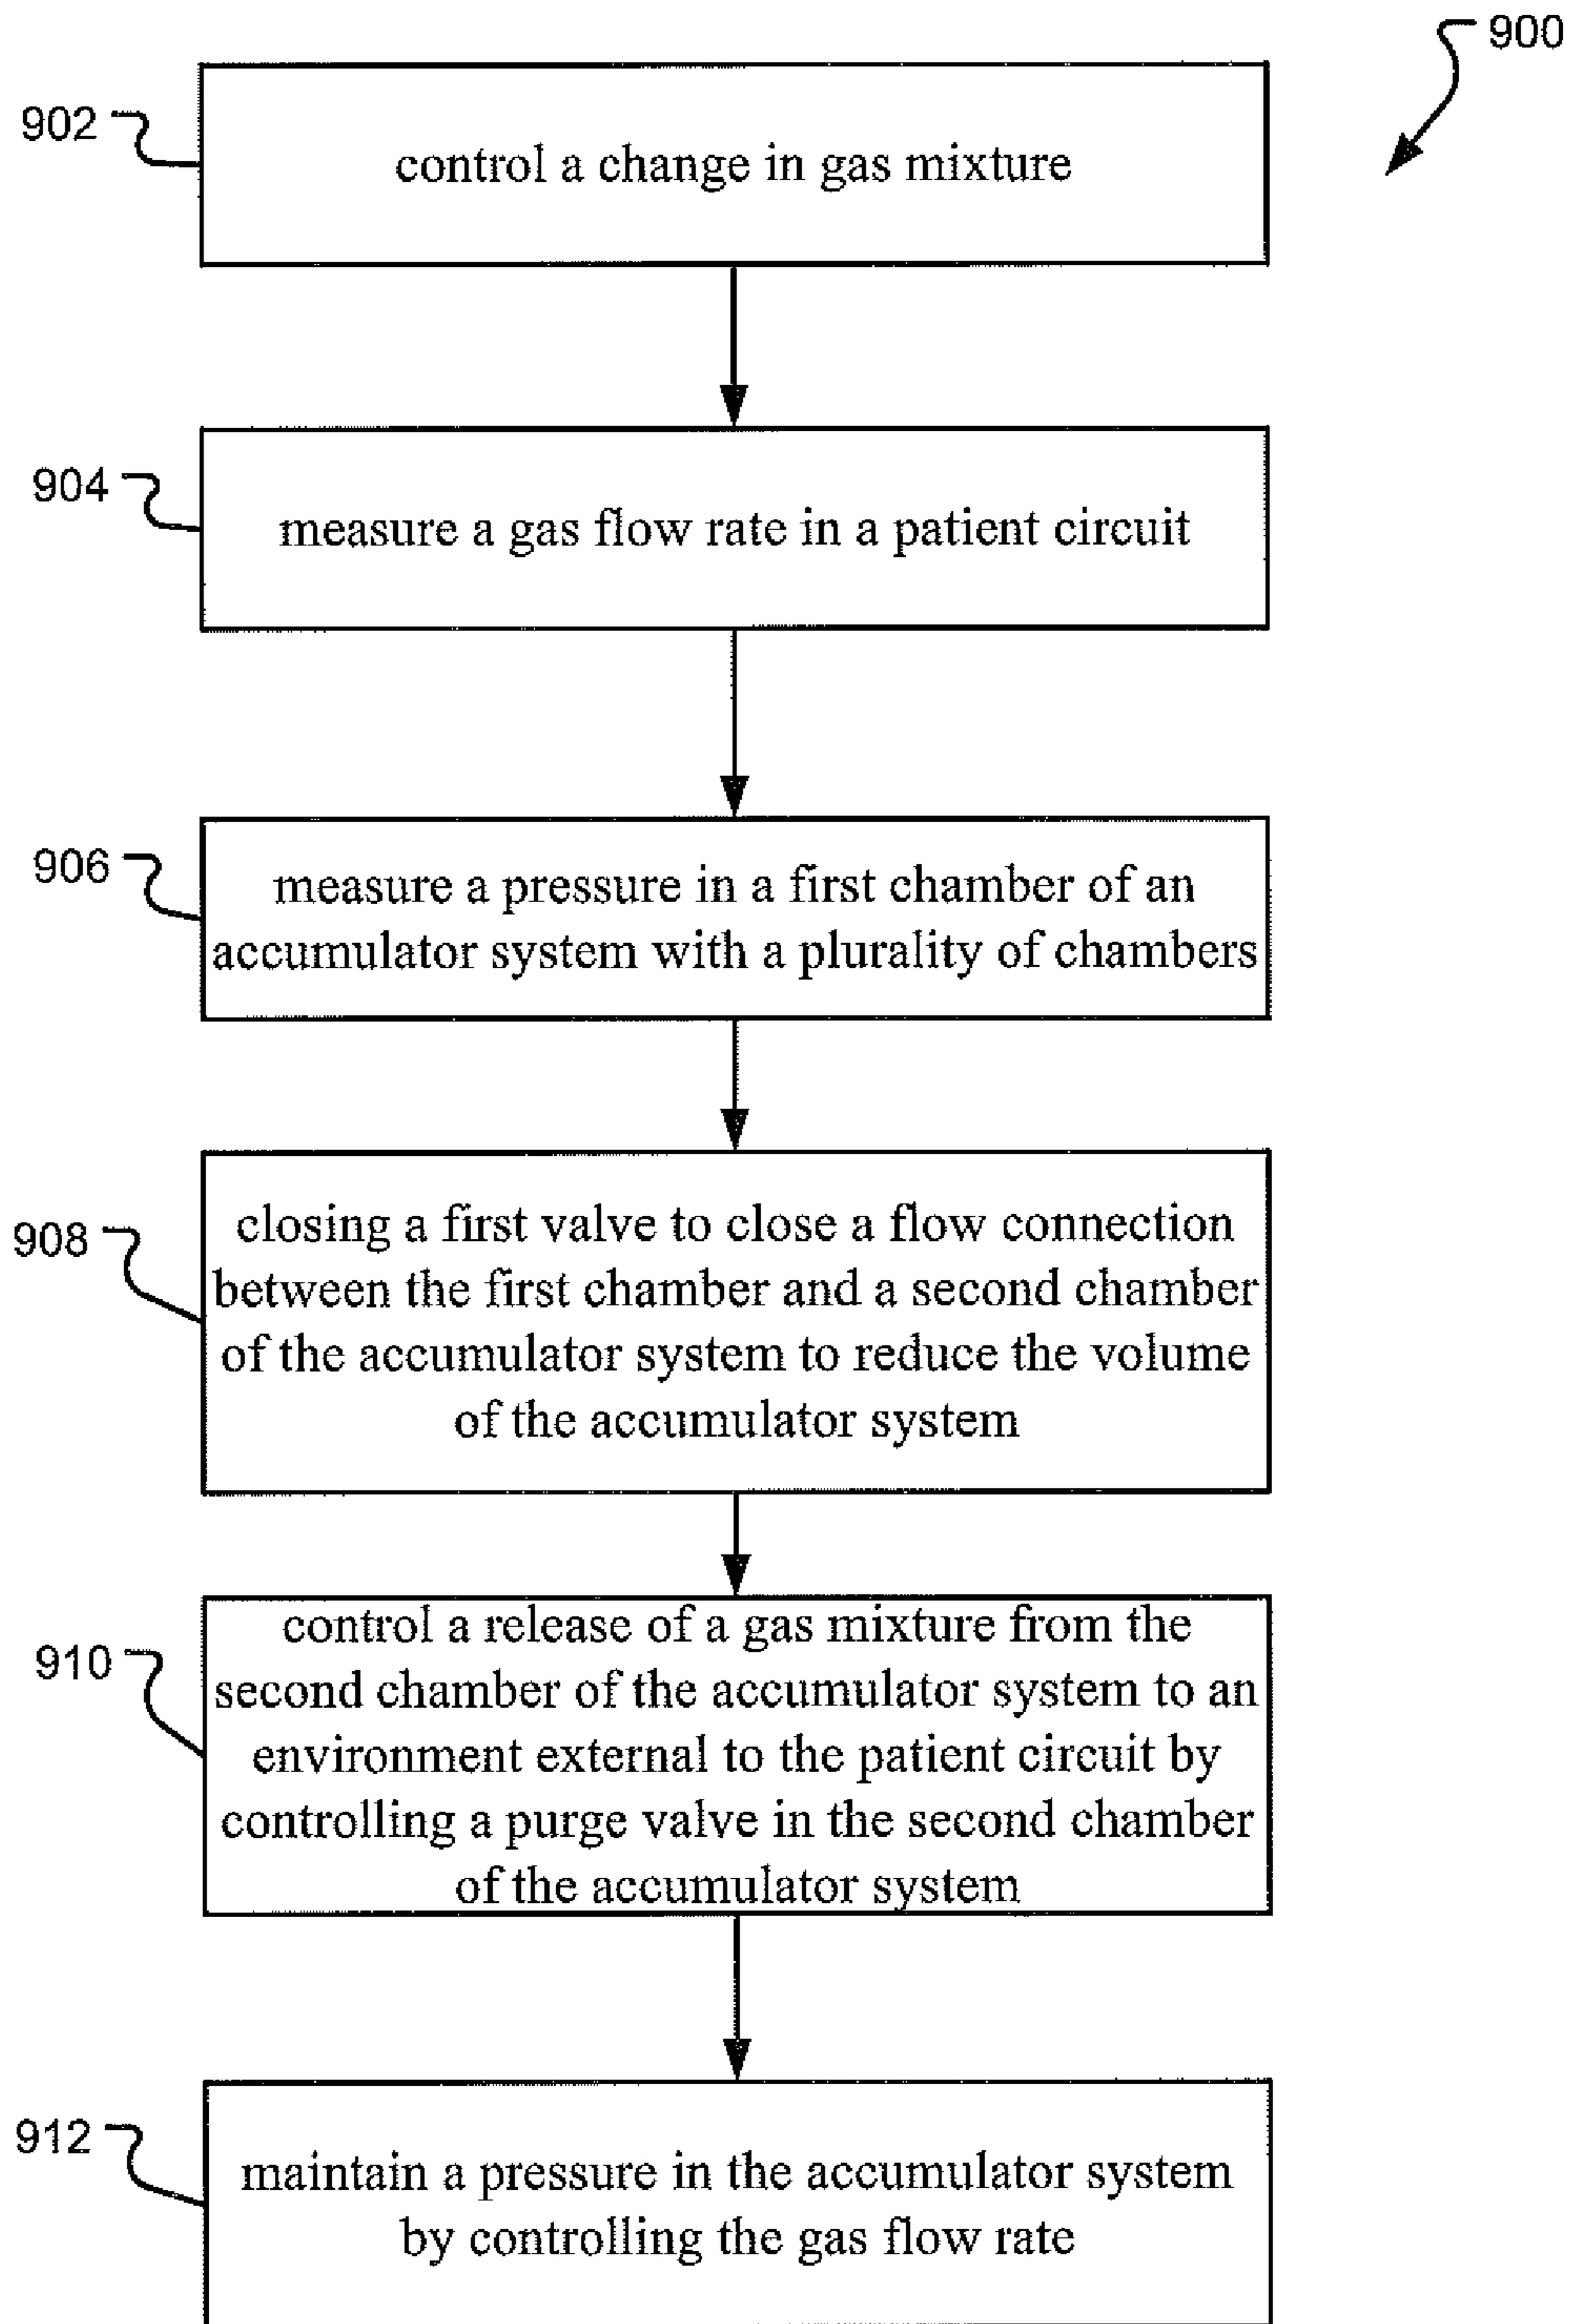 900
902
control a change in gas mixture
904
measure a gas flow rate in a patient circuit
906
measure a pressure in a first chamber of an
accumulator system with a plurality of chambers
908
closing a first valve to close a flow connection
between the first chamber and a second chamber
of the accumulator system to reduce the volume
of the accumulator system
910
control a release of a gas mixture from the
second chamber of the accumulator system to an
environment external to the patient circuit by
controlling a purge valve in the second chamber
of the accumulator system
912
maintain a pressure in the accumulator system
by controlling the gas flow rate